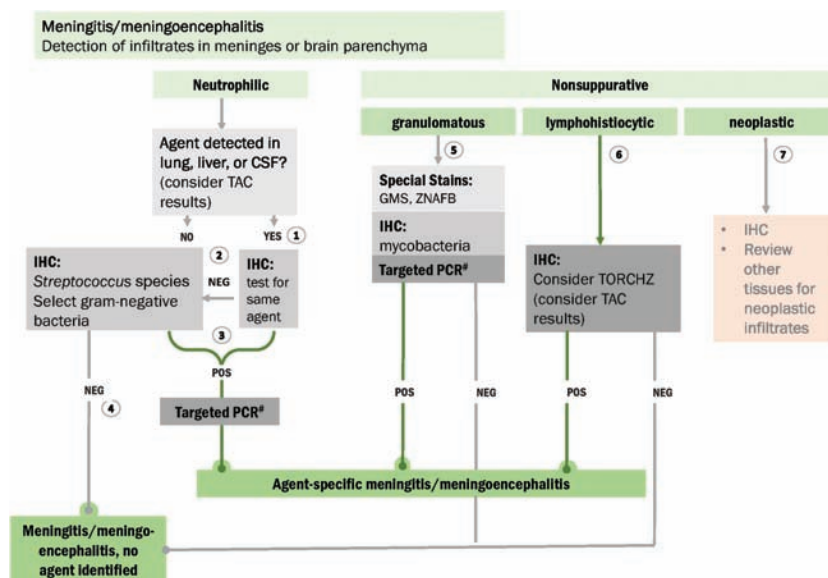 Meningitis/meningoencephalitis
Detection of infiltrates in meninges or brain parenchyma
Neutrophilic
Nonsuppurative
granulomatous
lymphohistiocytic
neoplastic
Agent detected in
lung, liver, or CSF?
(consider TAC
results)
5
6
7
Special Stains:
GMS, ZNAFB
IHC:
mycobacteria
Targeted PCR#
• IHC
• Review
other
tissues for
neoplastic
infiltrates
NO
YES
1
2
IHC:
Streptococcus species
Select gram-negative
bacteria
NEG
IHC:
test for
same
agent
IHC:
Consider TORCHZ
(consider TAC
results)
3
POS
NEG
4
Targeted PCR#
POS
NEG
POS
NEG
Agent-specific meningitis/meningoencephalitis
Meningitis/meningo-
encephalitis, no
agent identified